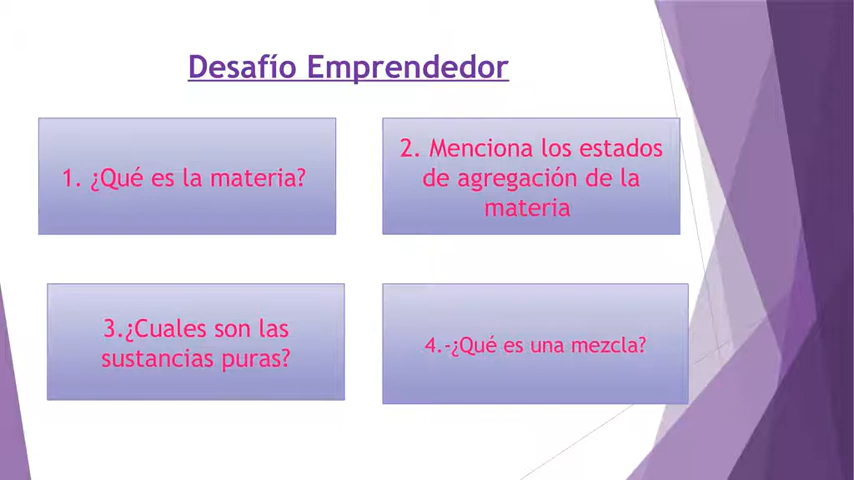 Desafío Emprendedor
1. ¿Qué es la materia?
2. Menciona los estados
de agregación de la
materia
3.¿Cuales son las
sustancias puras?
4.-¿Qué es una mezcla?